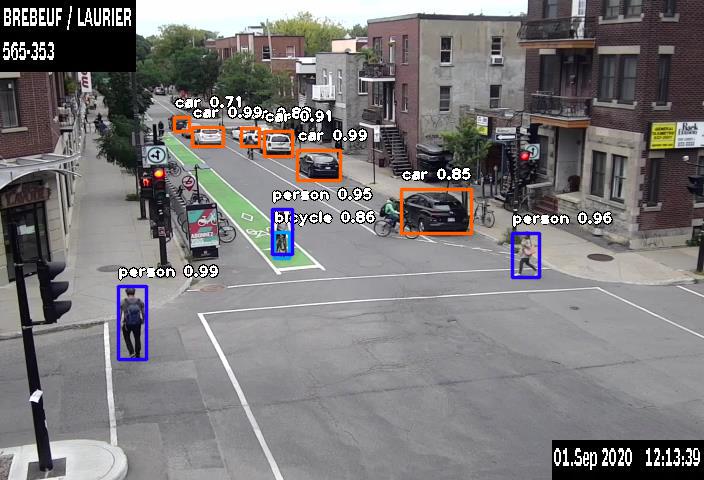 BREBEUF / LAURIER
565-353
car 0.71
car 0.99
car 0.91
car 0.99
person 0.95
car 0.85
bicycle 0.86
person 0.96
person 0.99
01.Sep 2020 12:13:39